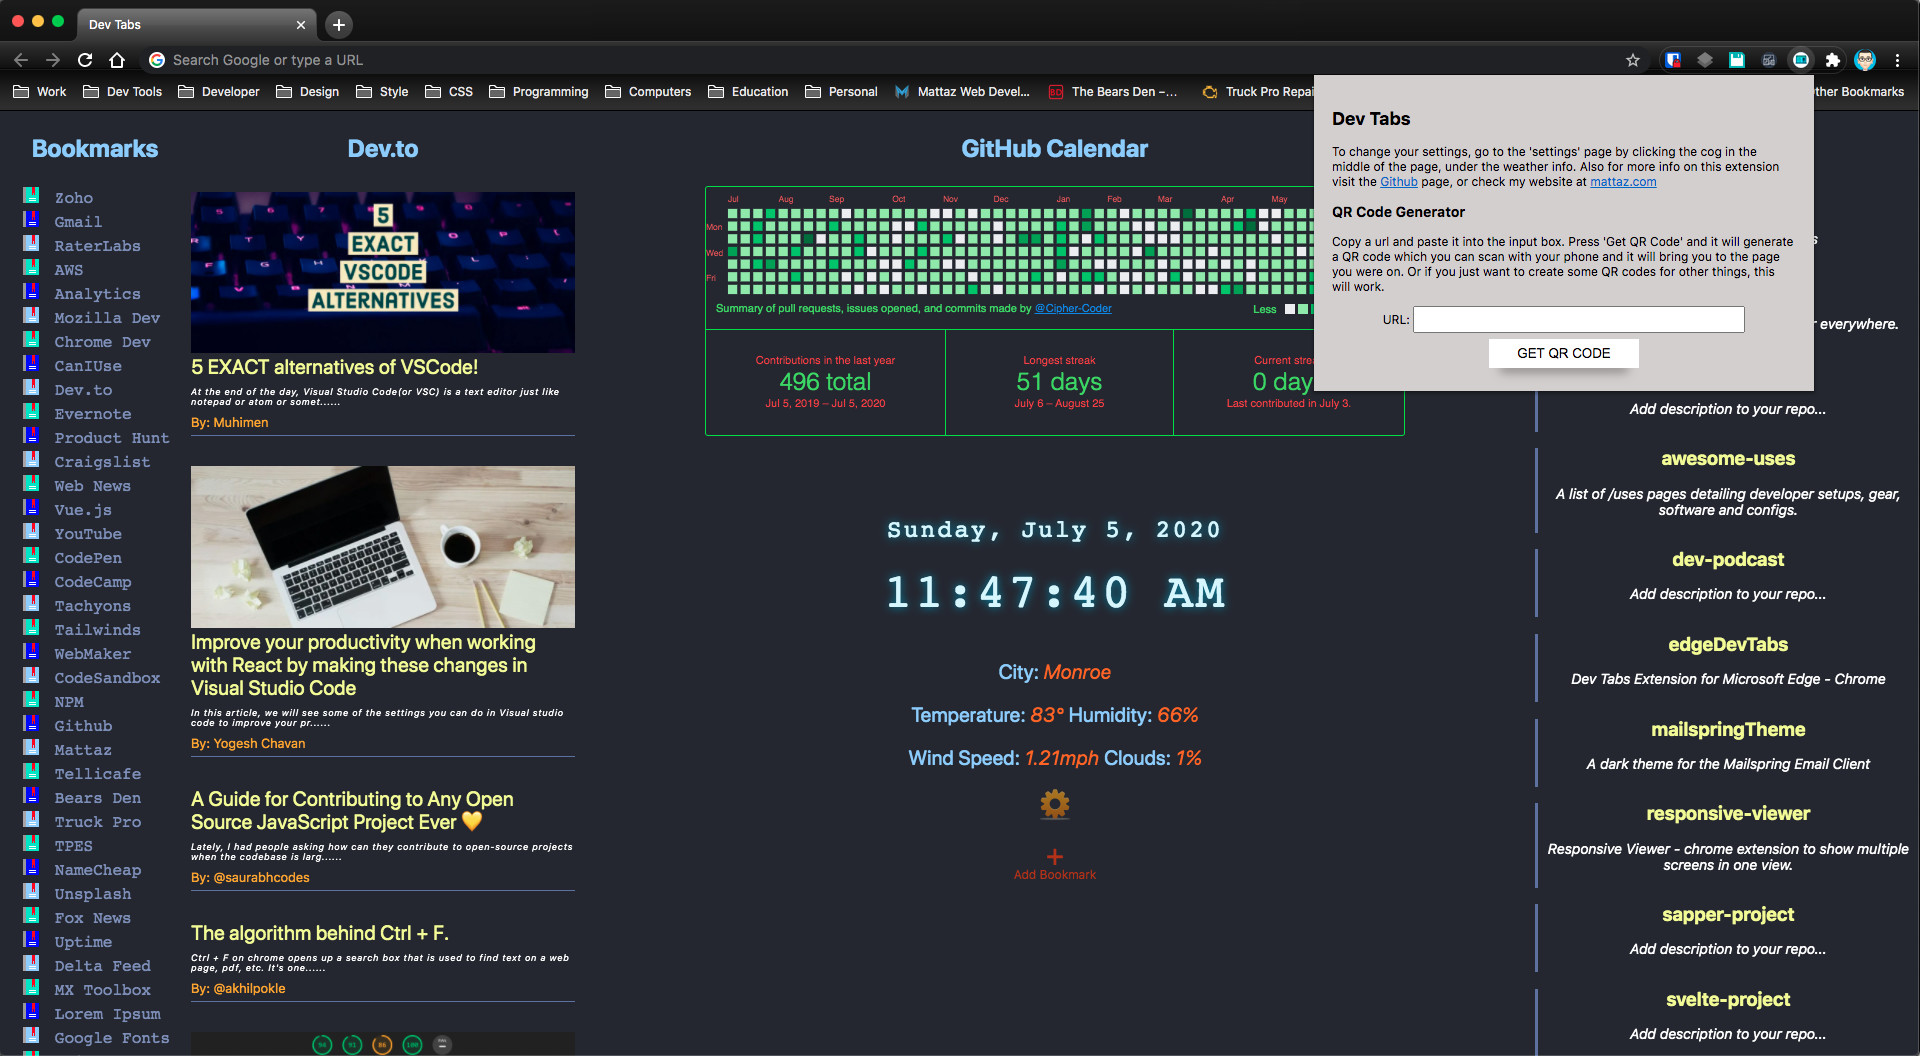 Dev Tabs
Search Google or type a URL
Work
Dev Tools
Developer
Design
Style
CSS
Programming
Computers
Education
Personal
Mattaz Web Devel...
The Bears Den –...
Truck Pro Repai
ther Bookmarks
Bookmarks
Zoho
Gmail
RaterLabs
AWS
Analytics
Mozilla Dev
Chrome Dev
CanIUse
Dev.to
Evernote
Product Hunt
Craigslist
Web News
Vue.js
YouTube
CodePen
CodeCamp
Tachyons
Tailwinds
WebMaker
CodeSandbox
NPM
Github
Mattaz
Tellicafe
Bears Den
Truck Pro
TPES
NameCheap
Unsplash
Fox News
Uptime
Delta Feed
MX Toolbox
Lorem Ipsum
Google Fonts
Dev.to
5
EXACT
VSCODE
ALTERNATIVES
5 EXACT alternatives of VSCode!
At the end of the day, Visual Studio Code(or VSC) is a text editor just like
notepad or atom or somet......
By: Muhimen
Improve your productivity when working
with React by making these changes in
Visual Studio Code
In this article, we will see some of the settings you can do in Visual studio
code to improve your pr......
By: Yogesh Chavan
A Guide for Contributing to Any Open
Source JavaScript Project Ever 💛
Lately, I had people asking how can they contribute to open-source projects
when the codebase is larg......
By: @saurabhcodes
The algorithm behind Ctrl + F.
Ctrl + F on chrome opens up a search box that is used to find text on a web
page, pdf, etc. It's one......
By: @akhilpokle
GitHub Calendar
Jul Aug Sep Oct Nov Dec Jan Feb Mar Apr May
Mon
Wed
Fri
Summary of pull requests, issues opened, and commits made by @Cipher-Coder
Less
Contributions in the last year
496 total
Jul 5, 2019 – Jul 5, 2020
Longest streak
51 days
July 6 – August 25
Current strea
0 day
Last contributed in July 3.
Sunday, July 5, 2020
11:47:40 AM
City: Monroe
Temperature: 83° Humidity: 66%
Wind Speed: 1.21mph Clouds: 1%
Add Bookmark
Dev Tabs
To change your settings, go to the 'settings' page by clicking the cog in the
middle of the page, under the weather info. Also for more info on this extension
visit the Github page, or check my website at mattaz.com
QR Code Generator
Copy a url and paste it into the input box. Press 'Get QR Code' and it will generate
a QR code which you can scan with your phone and it will bring you to the page
you were on. Or if you just want to create some QR codes for other things, this
will work.
URL:
GET QR CODE
s
r everywhere.
Add description to your repo...
awesome-uses
A list of /uses pages detailing developer setups, gear,
software and configs.
dev-podcast
Add description to your repo...
edgeDevTabs
Dev Tabs Extension for Microsoft Edge - Chrome
mailspringTheme
A dark theme for the Mailspring Email Client
responsive-viewer
Responsive Viewer - chrome extension to show multiple
screens in one view.
sapper-project
Add description to your repo...
svelte-project
Add description to your repo...